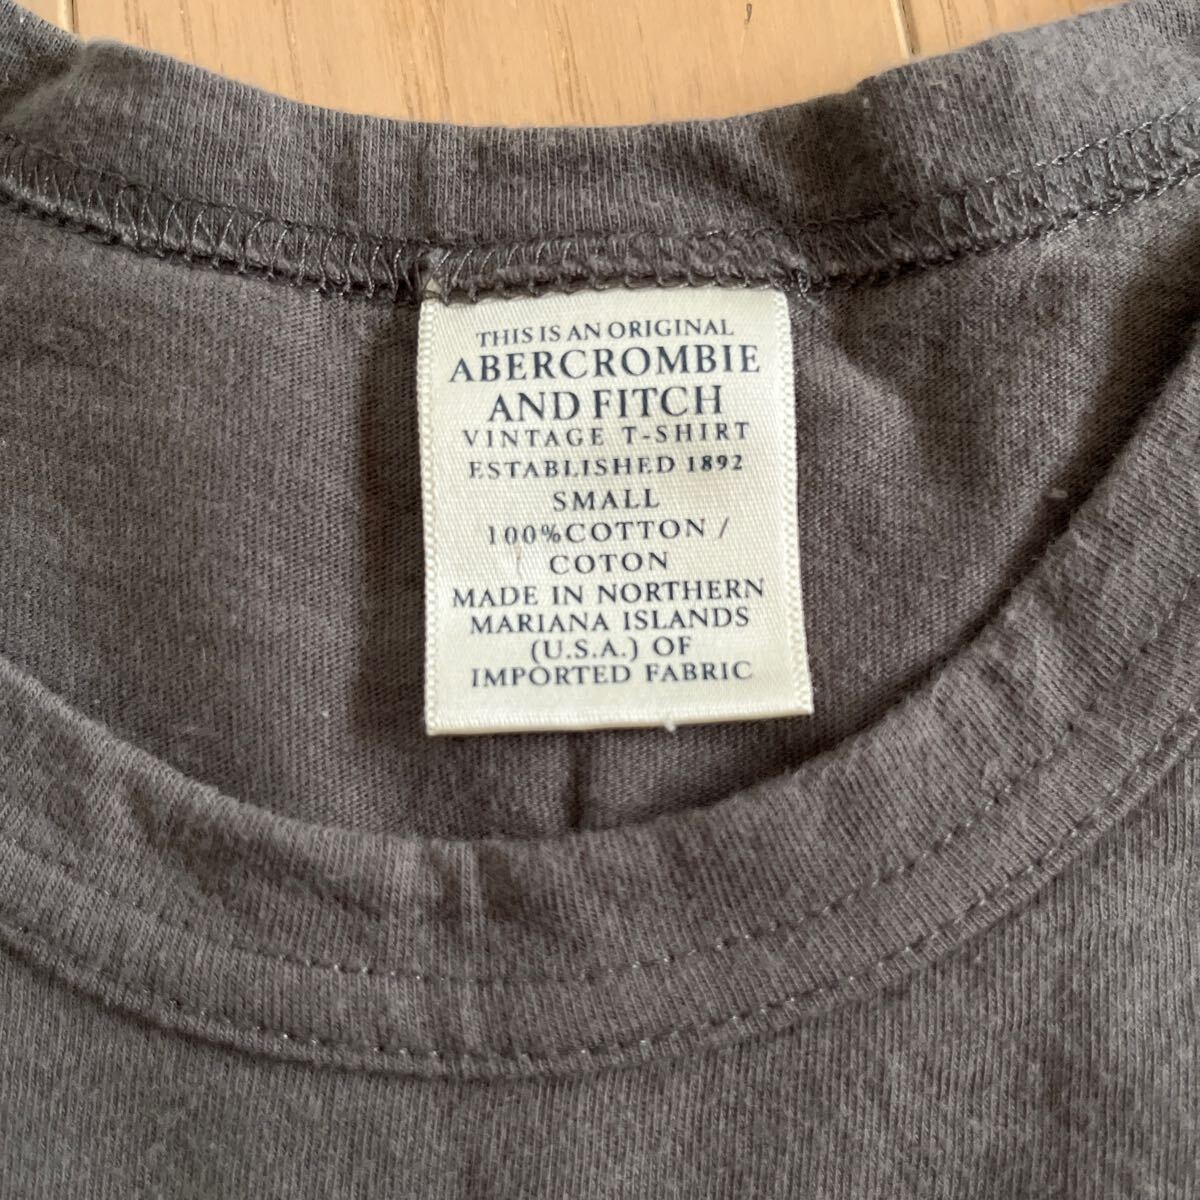 THIS IS AN ORIGINAL
ABERCROMBIE
AND FITCH
VINTAGE T-SHIRT
ESTABLISHED 1892
SMALL
100%COTTON /
COTON
MADE IN NORTHERN
MARIANA ISLANDS
(U.S.A.) OF
IMPORTED FABRIC